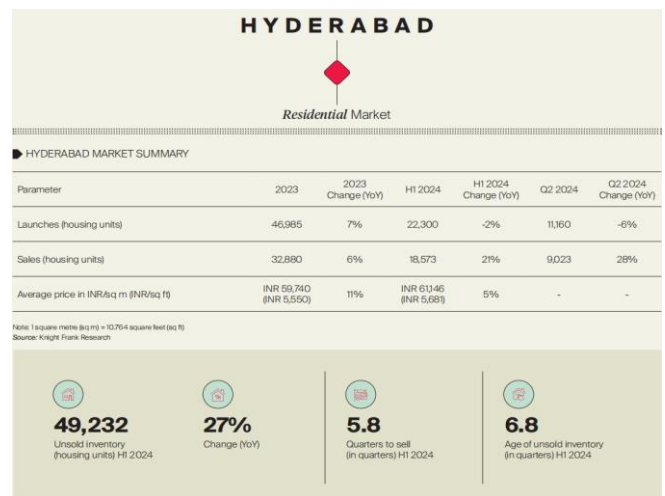 HYDERABAD
Residential Market
HYDERABAD MARKET SUMMARY
Parameter 2023 2023 Change (YoY) H1 2024 H1 2024 Change (YoY) Q2 2024 Q2 2024 Change (YoY)
Launches (housing units) 46,985 7% 22,300 -2% 11,160 -6%
Sales (housing units) 32,880 6% 18,573 21% 9,023 28%
Average price in INR/sq m (INR/sq ft) INR 59,740 (INR 5,550) 11% INR 61,146 (INR 5,681) 5% - -
Note: 1 square metre (sq m) = 10.764 square feet (sq ft)
Source: Knight Frank Research
49,232
Unsold inventory
(housing units) H1 2024
27%
Change (YoY)
5.8
Quarters to sell
(in quarters) H1 2024
6.8
Age of unsold inventory
(in quarters) H1 2024